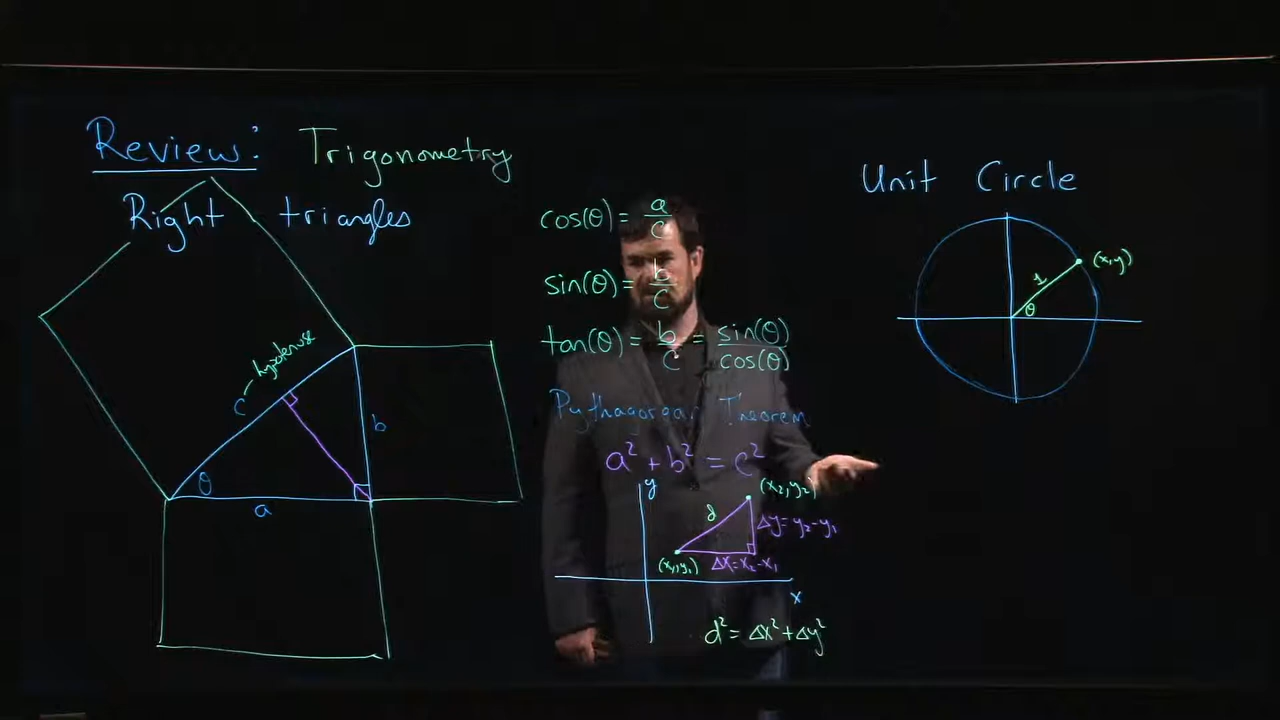 Review: Trigonometry
Right triangles
c
hypotenuse
b
θ
a
cos(θ) = a/c
sin(θ) = b/c
tan(θ) = b/c = sin(θ)/cos(θ)
Pythagorean Theorem
a² + b² = c²
y
(x₂, y₂)
d
Δy = y₂ - y₁
(x₁, y₁)
Δx = x₂ - x₁
x
d² = Δx² + Δy²
Unit Circle
(x, y)
1
θ